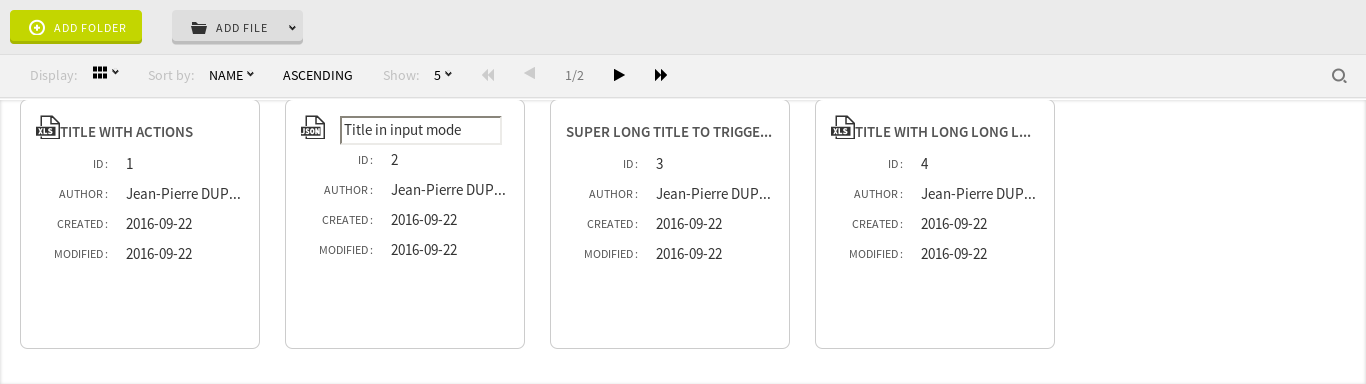 ADD FOLDER ADD FILE
Display: Sort by: NAME ASCENDING Show: 5 1/2
XLS TITLE WITH ACTIONS
ID: 1
AUTHOR: Jean-Pierre DUP...
CREATED: 2016-09-22
MODIFIED: 2016-09-22
JSON Title in input mode
ID: 2
AUTHOR: Jean-Pierre DUP...
CREATED: 2016-09-22
MODIFIED: 2016-09-22
SUPER LONG TITLE TO TRIGGE...
ID: 3
AUTHOR: Jean-Pierre DUP...
CREATED: 2016-09-22
MODIFIED: 2016-09-22
XLS TITLE WITH LONG LONG L...
ID: 4
AUTHOR: Jean-Pierre DUP...
CREATED: 2016-09-22
MODIFIED: 2016-09-22